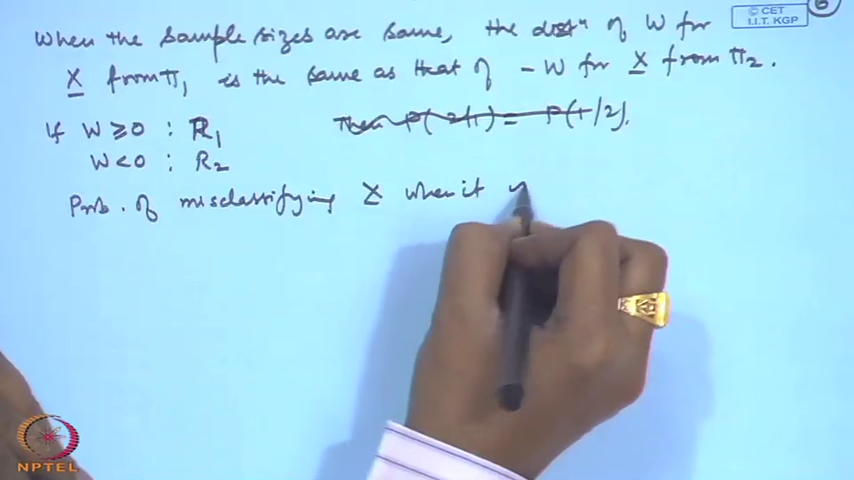 © CET
I.I.T. KGP
6
When the sample sizes are same, the distⁿ of W for
X from π₁ is the same as that of - W for X from π₂.
If W ≥ 0 : R₁ Then P(2/1) = P(1/2).
W < 0 : R₂
Prob. of misclassifying X when it
NPTEL